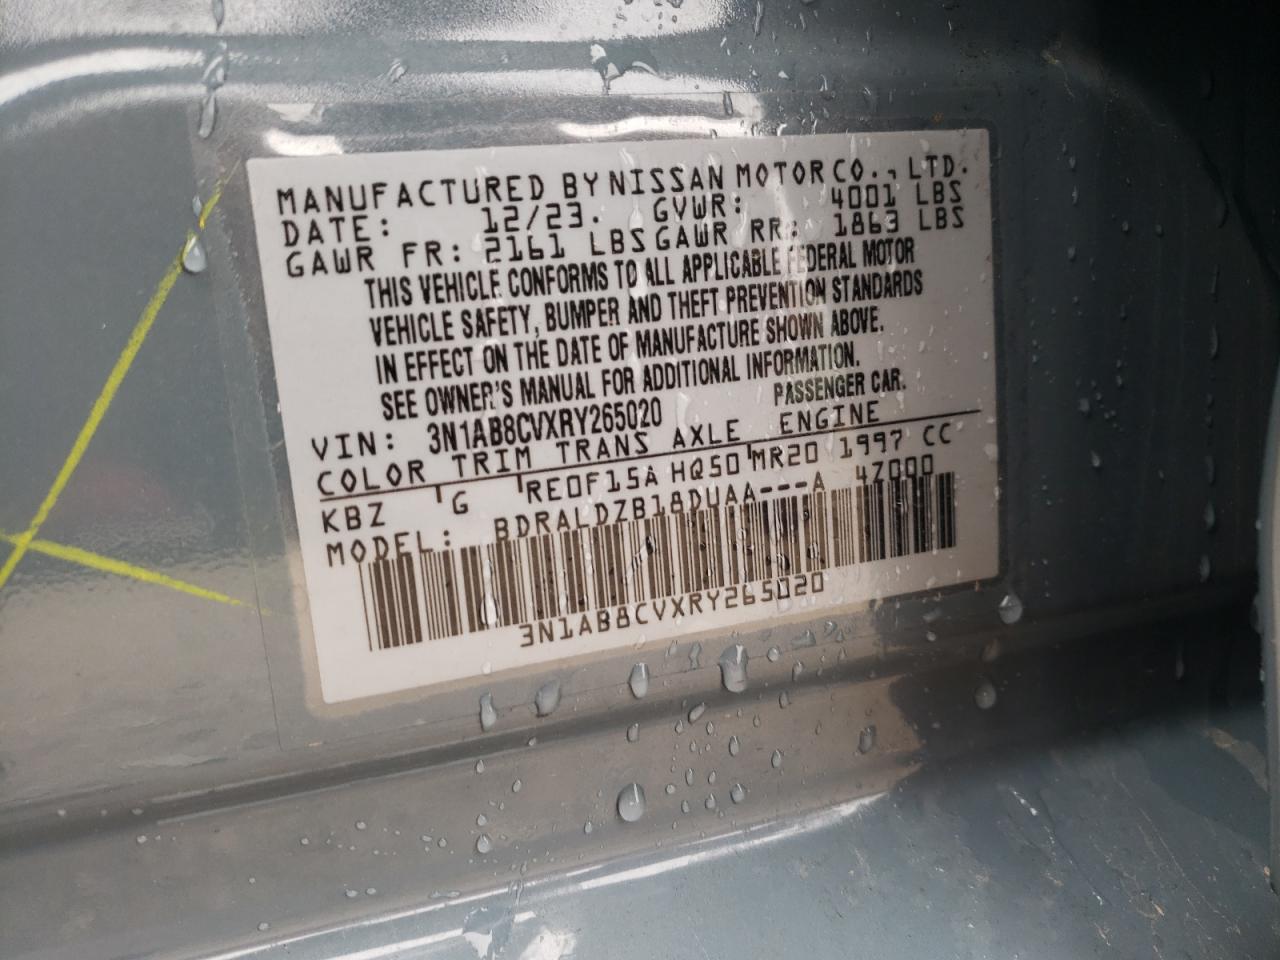 MANUFACTURED BY NISSAN MOTOR CO., LTD.
DATE: 12/23. GVWR: 4001 LBS
GAWR FR: 2161 LBS GAWR RR: 1863 LBS
THIS VEHICLE CONFORMS TO ALL APPLICABLE FEDERAL MOTOR
VEHICLE SAFETY, BUMPER AND THEFT PREVENTION STANDARDS
IN EFFECT ON THE DATE OF MANUFACTURE SHOWN ABOVE.
SEE OWNER'S MANUAL FOR ADDITIONAL INFORMATION.
PASSENGER CAR.
VIN: 3N1AB8CVXRY265020
COLOR TRIM TRANS AXLE ENGINE
KBZ G RE0F15A HQ50 MR20 1997 CC
MODEL: BDRALDZB18DUAA---A 4Z000
3N1AB8CVXRY265020